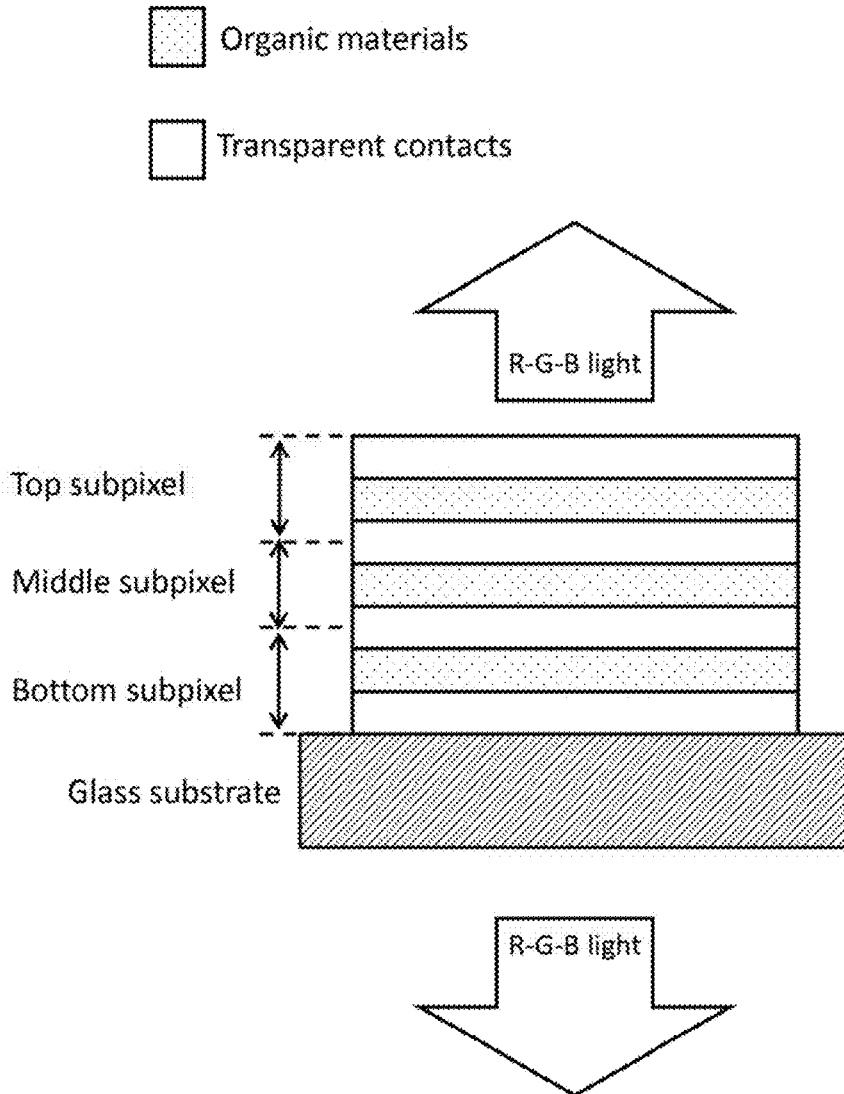 Organic materials
Transparent contacts
R-G-B light
Top subpixel
Middle subpixel
Bottom subpixel
Glass substrate
R-G-B light